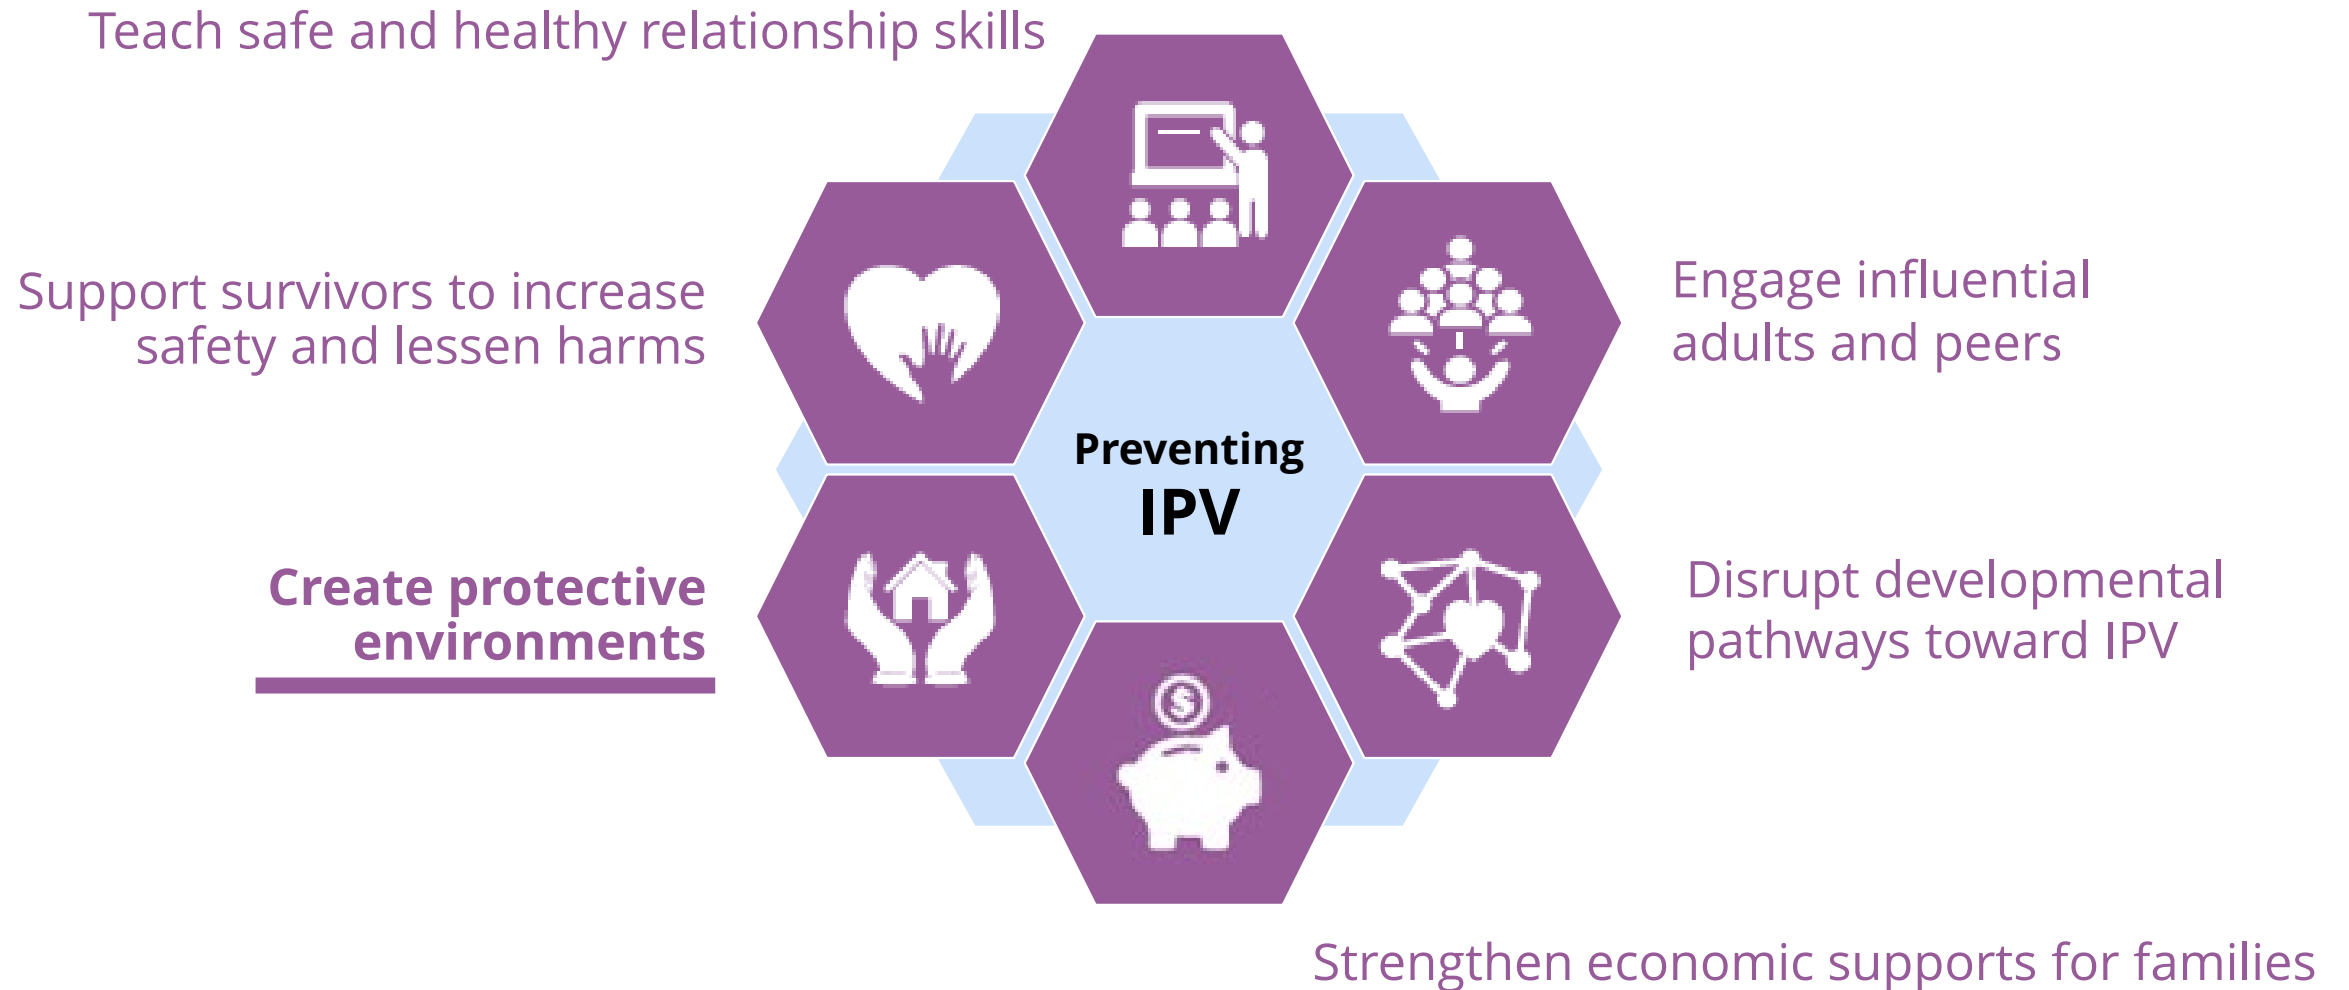 Teach safe and healthy relationship skills
Support survivors to increase
safety and lessen harms
Engage influential
adults and peers
Preventing
IPV
Create protective
environments
Disrupt developmental
pathways toward IPV
$
Strengthen economic supports for families